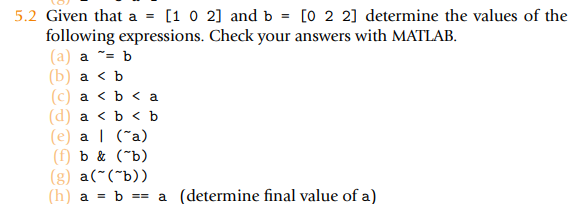 5.2 Given that a = [1 0 2] and b = [0 2 2] determine the values of the
following expressions. Check your answers with MATLAB.
(a) a ~= b
(b) a < b
(c) a < b < a
(d) a < b < b
(e) a | (~a)
(f) b & (~b)
(g) a(~(~b))
(h) a = b == a (determine final value of a)